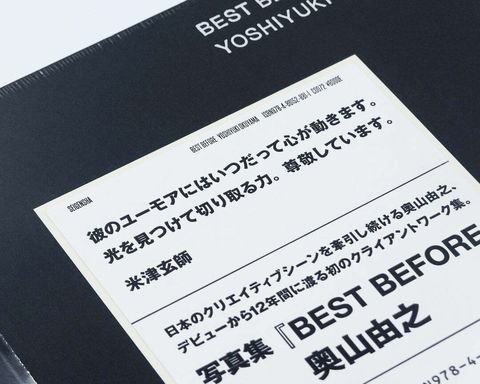 BEST B
YOSHIYUKI
SEIGENSHA
BEST BEFORE YOSHIYUKI OKUYAMA
彼のユーモアにはいつだって心が動きます。
光を見つけて切り取る力。尊敬しています。
米津玄師
日本のクリエイティブシーンを牽引し続ける奥山由之、
デビューから12年間に渡る初のクライアントワーク集。
写真集『BEST BEFORE
奥山由之
978-4-